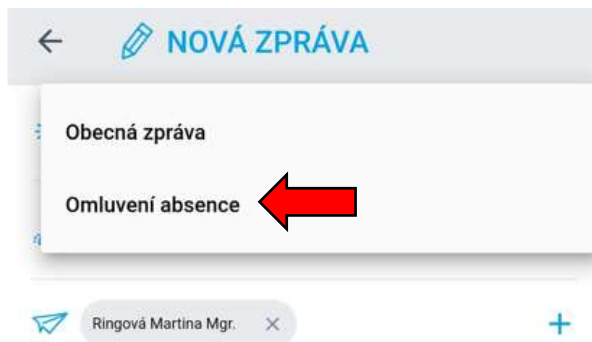 NOVÁ ZPRÁVA
Obecná zpráva
Omluvení absence
Ringová Martina Mgr.